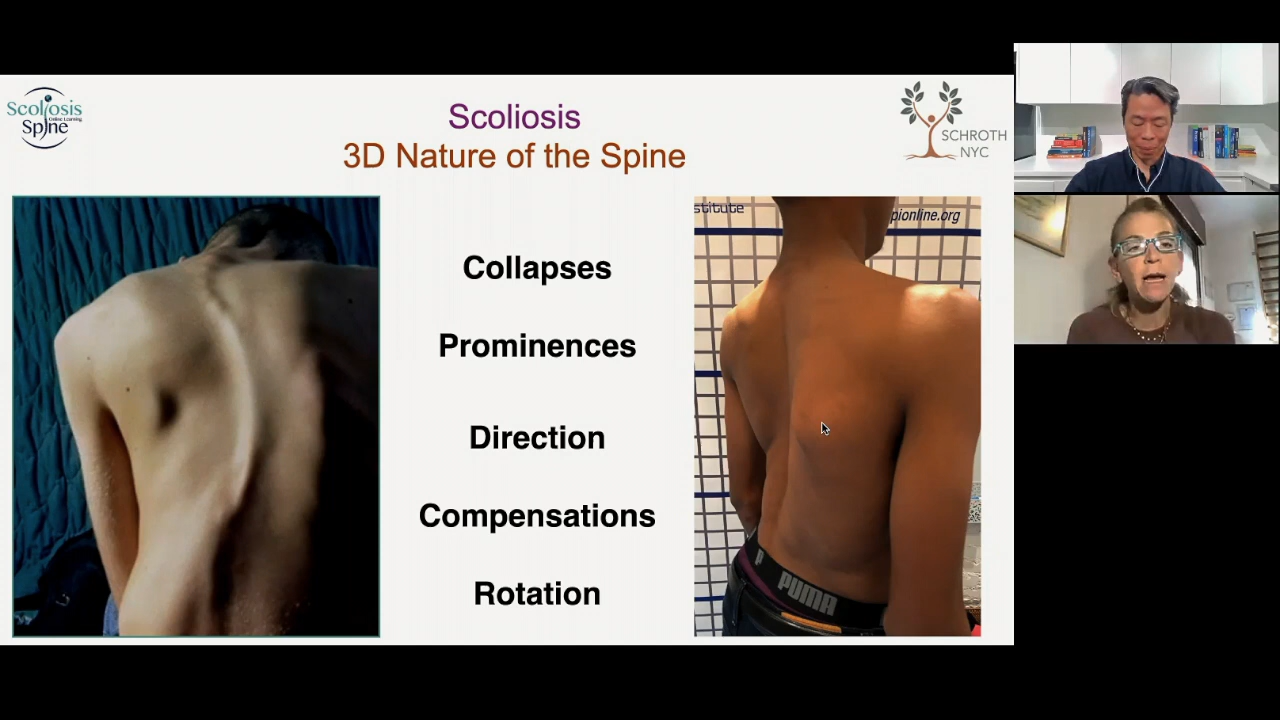 Scoliosis
Online Learning
Spine
Scoliosis
3D Nature of the Spine
SCHROTH
NYC
stitute
pionline.org
Collapses
Prominences
Direction
Compensations
Rotation
P
PUMA